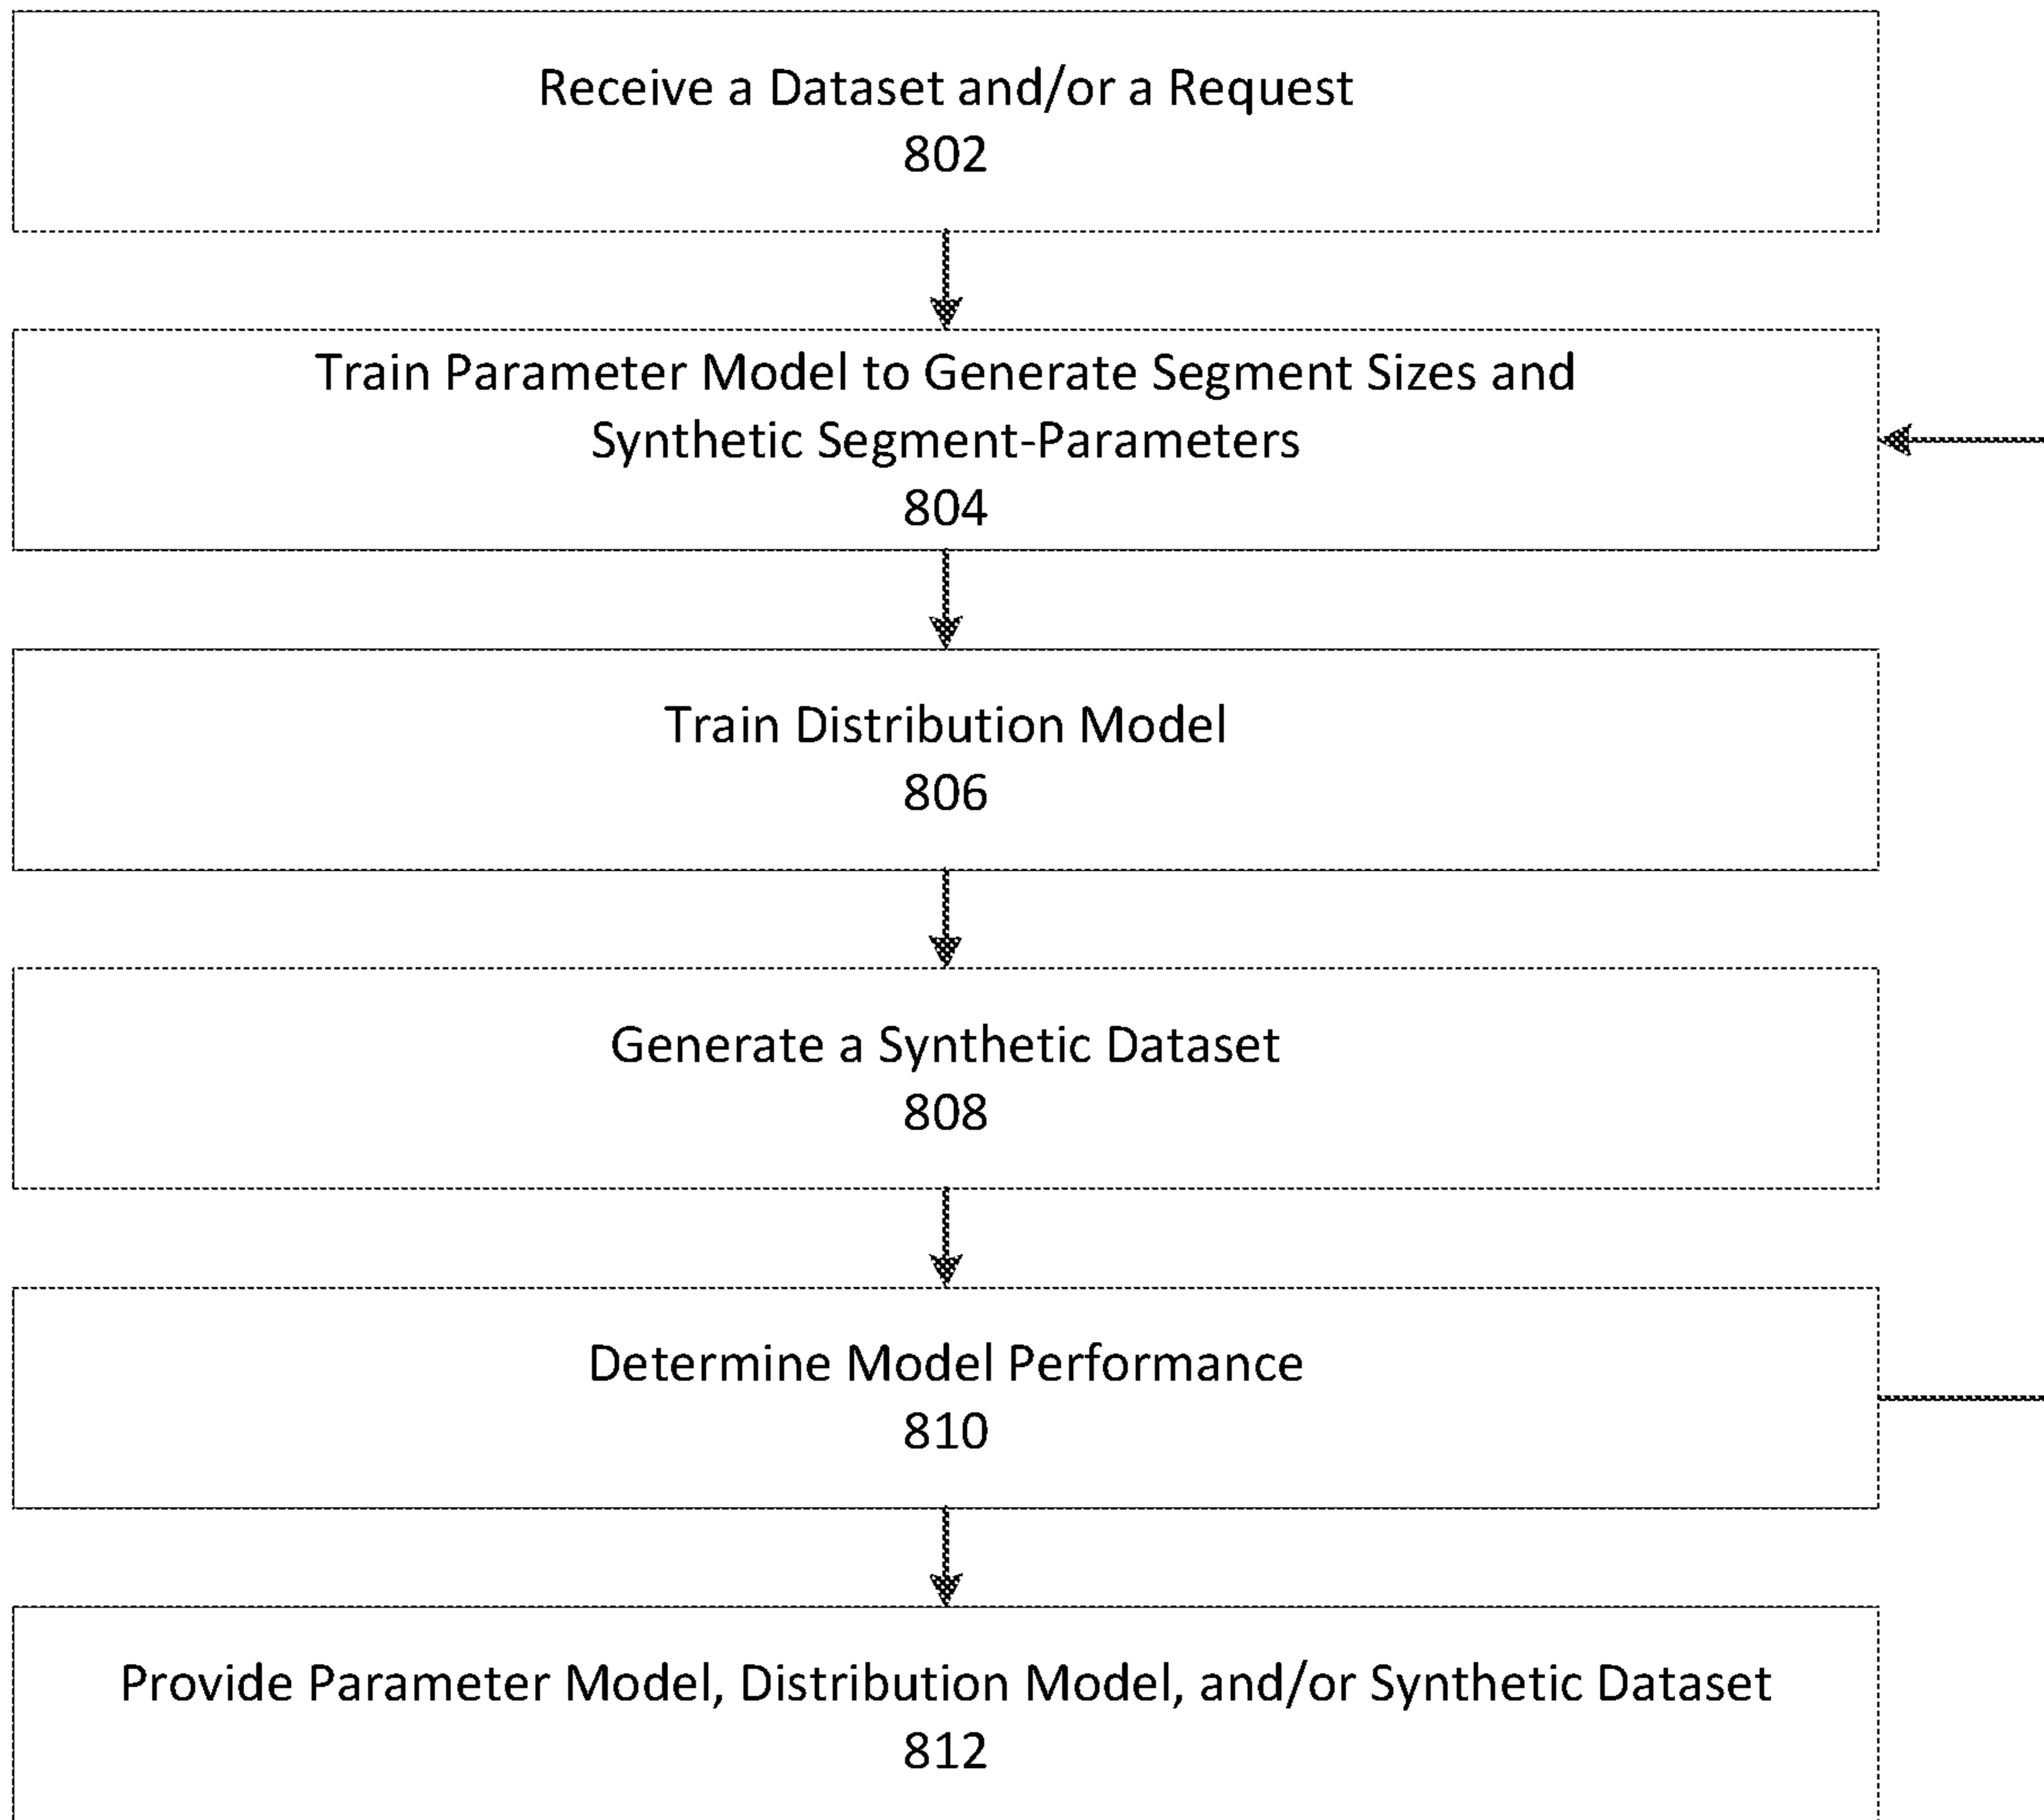 Receive a Dataset and/or a Request
802
Train Parameter Model to Generate Segment Sizes and
Synthetic Segment-Parameters
804
Train Distribution Model
806
Generate a Synthetic Dataset
808
Determine Model Performance
810
Provide Parameter Model, Distribution Model, and/or Synthetic Dataset
812